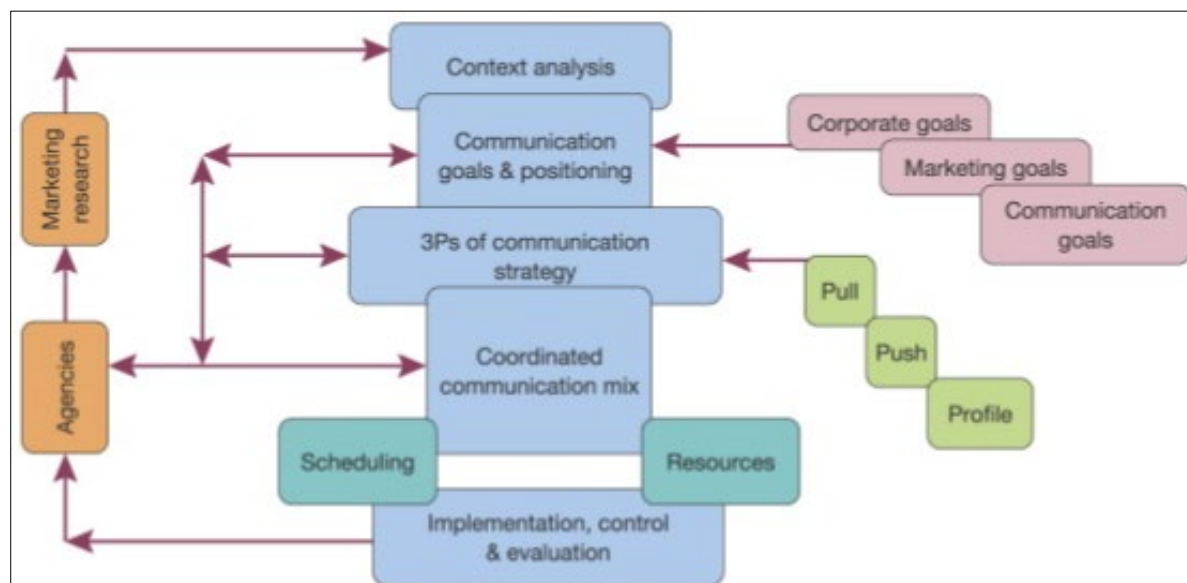 Context analysis
Marketing
research
Communication
goals & positioning
Corporate goals
Marketing goals
Communication
goals
3Ps of communication
strategy
Pull
Push
Profile
Agencies
Coordinated
communication mix
Scheduling
Resources
Implementation, control
& evaluation